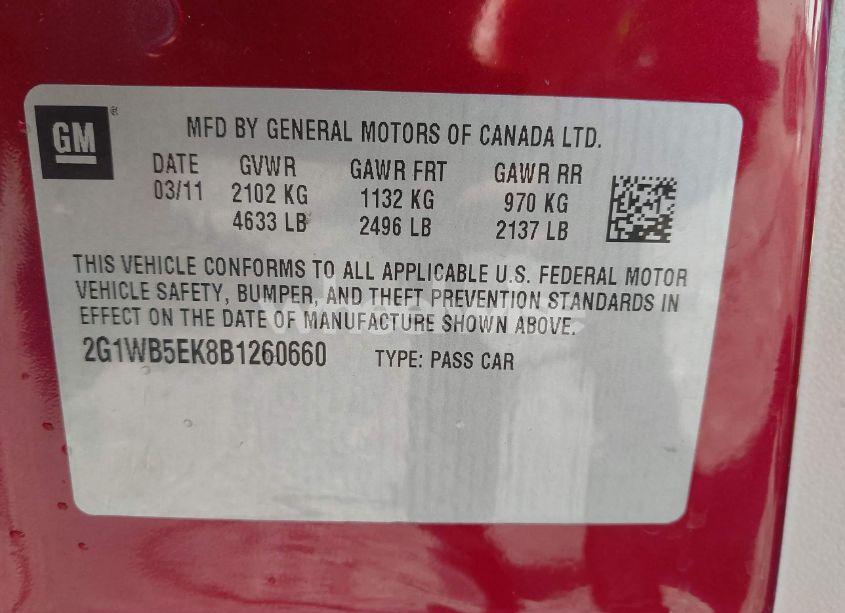 GM ®
MFD BY GENERAL MOTORS OF CANADA LTD.
DATE GVWR GAWR FRT GAWR RR
03/11 2102 KG 1132 KG 970 KG
4633 LB 2496 LB 2137 LB
THIS VEHICLE CONFORMS TO ALL APPLICABLE U.S. FEDERAL MOTOR
VEHICLE SAFETY, BUMPER, AND THEFT PREVENTION STANDARDS IN
EFFECT ON THE DATE OF MANUFACTURE SHOWN ABOVE.
2G1WB5EK8B1260660 TYPE: PASS CAR